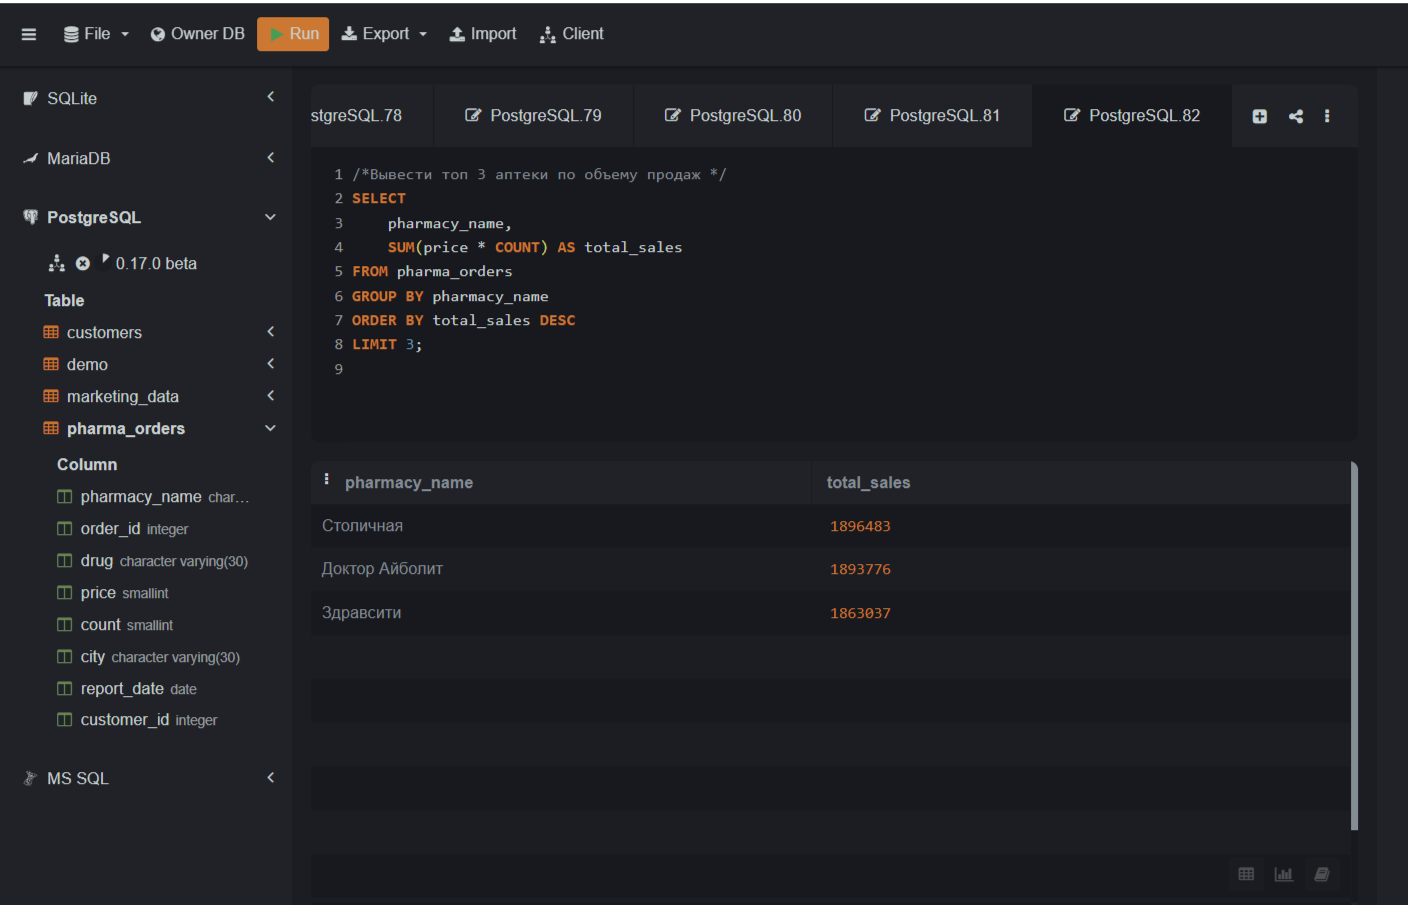 File
Owner DB
Run
Export
Import
Client
SQLite
MariaDB
PostgreSQL
0.17.0 beta
Table
customers
demo
marketing_data
pharma_orders
Column
pharmacy_name char...
order_id integer
drug character varying(30)
price smallint
count smallint
city character varying(30)
report_date date
customer_id integer
MS SQL
stgreSQL.78
PostgreSQL.79
PostgreSQL.80
PostgreSQL.81
PostgreSQL.82
1 /*Вывести топ 3 аптеки по объему продаж */
2 SELECT
3 pharmacy_name,
4 SUM(price * COUNT) AS total_sales
5 FROM pharma_orders
6 GROUP BY pharmacy_name
7 ORDER BY total_sales DESC
8 LIMIT 3;
9
pharmacy_name total_sales
Столичная 1896483
Доктор Айболит 1893776
Здравсити 1863037